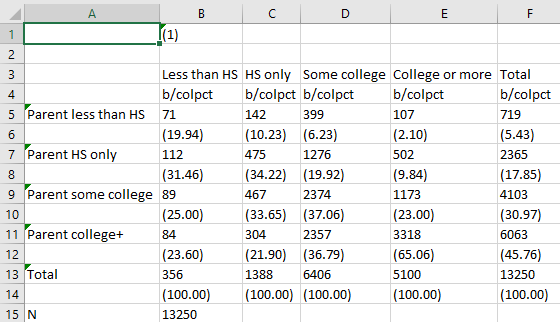 A B C D E F
1 (1)
2
3 Less than HS HS only Some college College or more Total
4 b/colpct b/colpct b/colpct b/colpct b/colpct
5 Parent less than HS 71 142 399 107 719
6 (19.94) (10.23) (6.23) (2.10) (5.43)
7 Parent HS only 112 475 1276 502 2365
8 (31.46) (34.22) (19.92) (9.84) (17.85)
9 Parent some college 89 467 2374 1173 4103
10 (25.00) (33.65) (37.06) (23.00) (30.97)
11 Parent college+ 84 304 2357 3318 6063
12 (23.60) (21.90) (36.79) (65.06) (45.76)
13 Total 356 1388 6406 5100 13250
14 (100.00) (100.00) (100.00) (100.00) (100.00)
15 N 13250